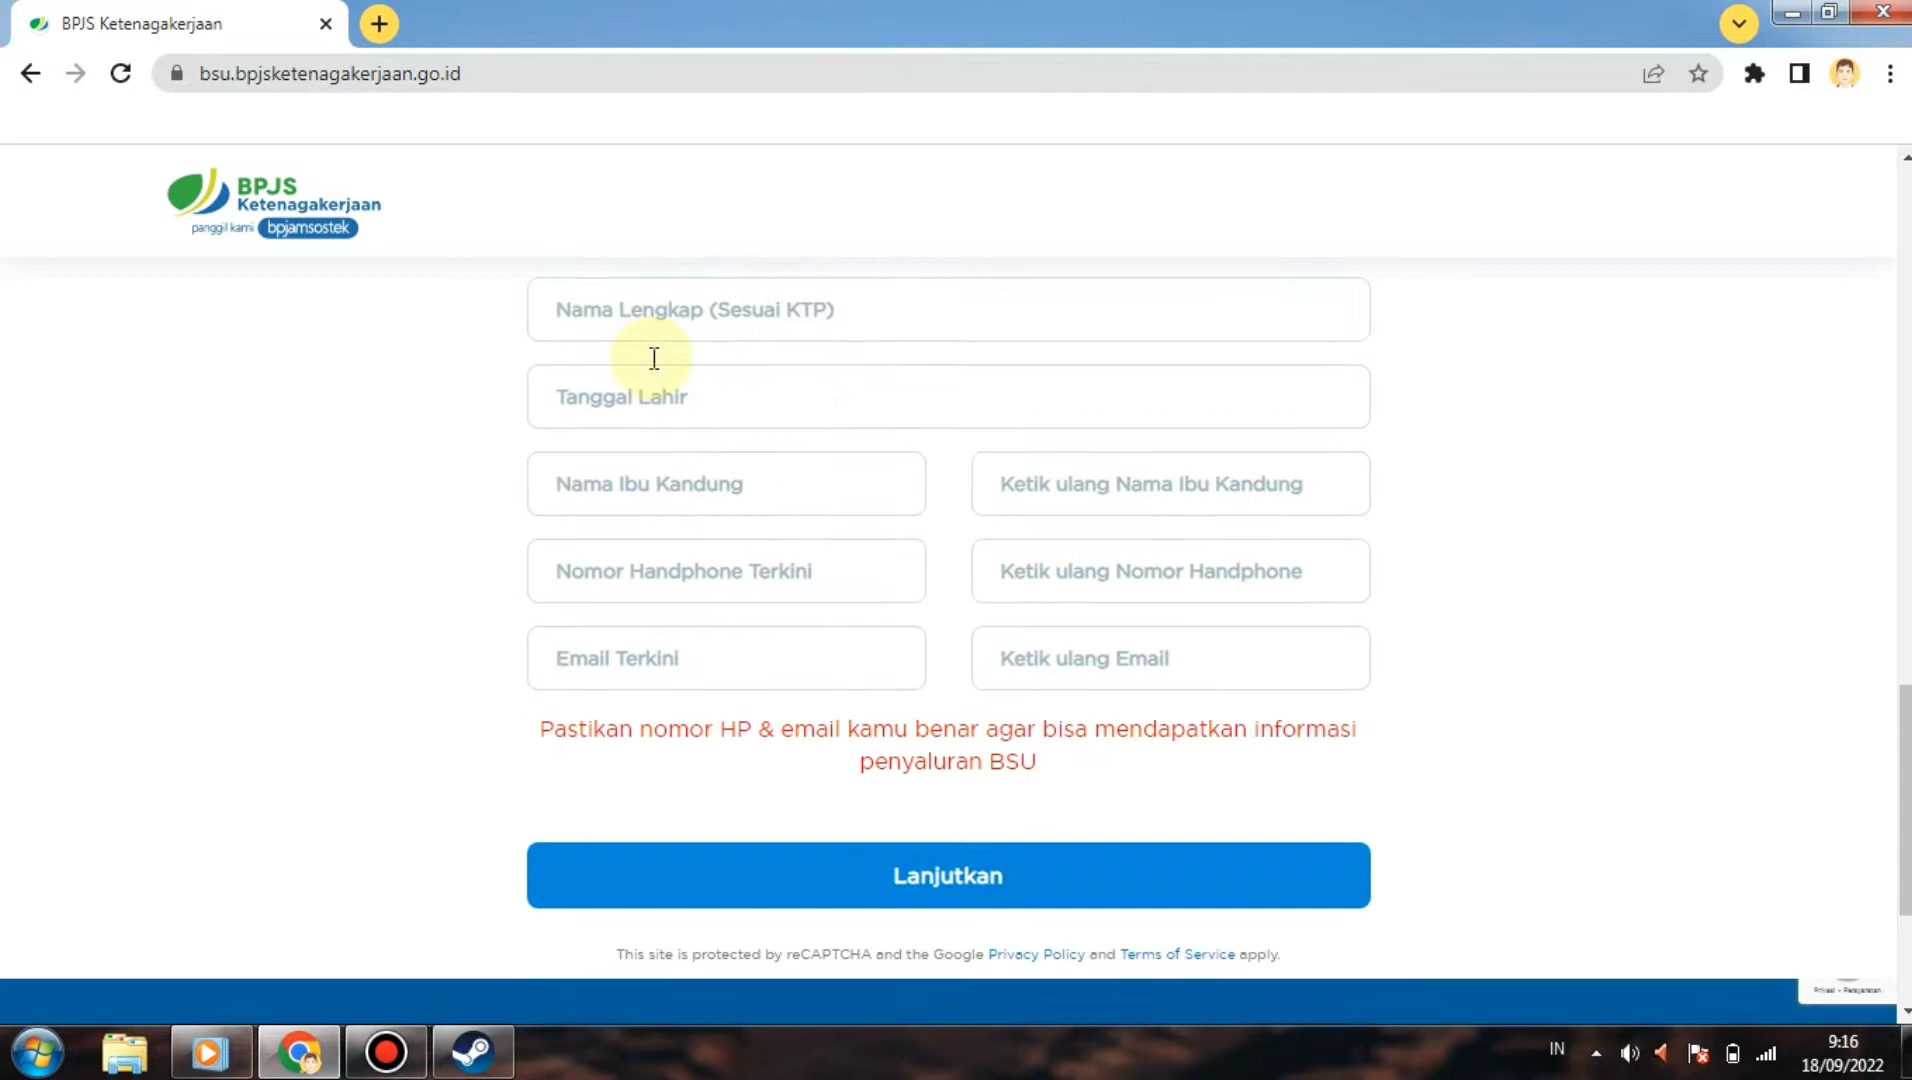 BPJS Ketenagakerjaan
bsu.bpjsketenagakerjaan.go.id
BPJS
Ketenagakerjaan
panggil kami bpjamsostek
Nama Lengkap (Sesuai KTP)
Tanggal Lahir
Nama Ibu Kandung
Ketik ulang Nama Ibu Kandung
Nomor Handphone Terkini
Ketik ulang Nomor Handphone
Email Terkini
Ketik ulang Email
Pastikan nomor HP & email kamu benar agar bisa mendapatkan informasi
penyaluran BSU
Lanjutkan
This site is protected by reCAPTCHA and the Google Privacy Policy and Terms of Service apply.
Privasi - Persyaratan
IN
9:16
18/09/2022